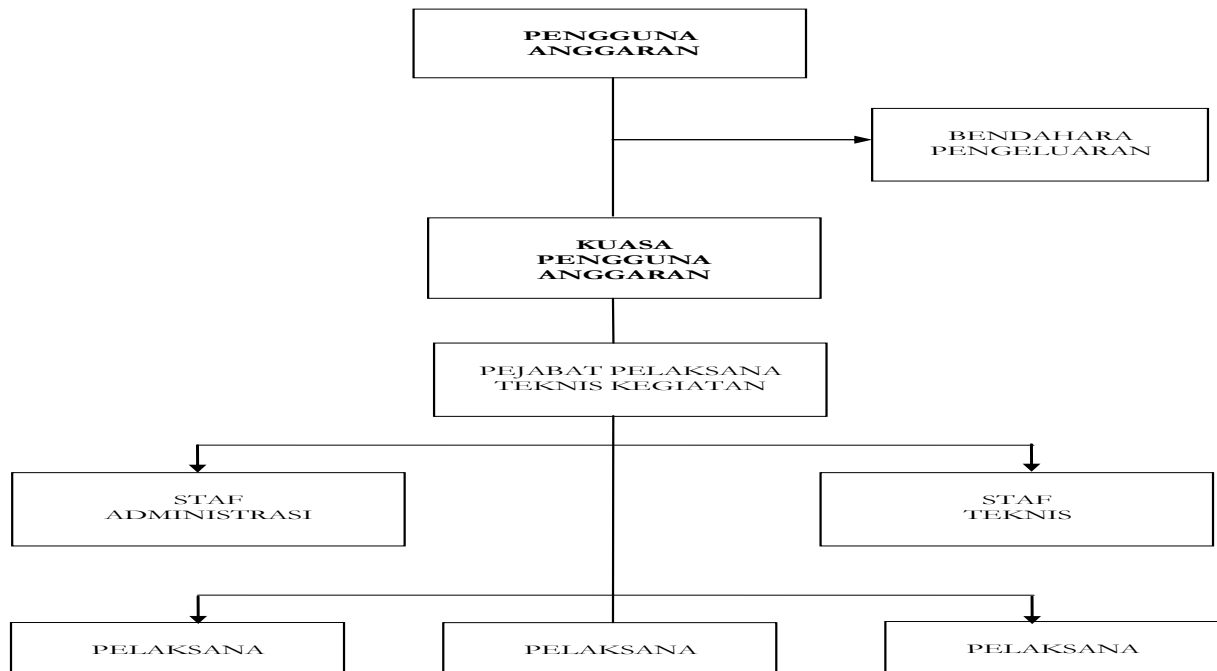 PENGGUNA
ANGGARAN
BENDAHARA
PENGELUARAN
KUASA
PENGGUNA
ANGGARAN
PEJABAT PELAKSANA
TEKNIS KEGIATAN
STAF
ADMINISTRASI
STAF
TEKNIS
PELAKSANA
PELAKSANA
PELAKSANA